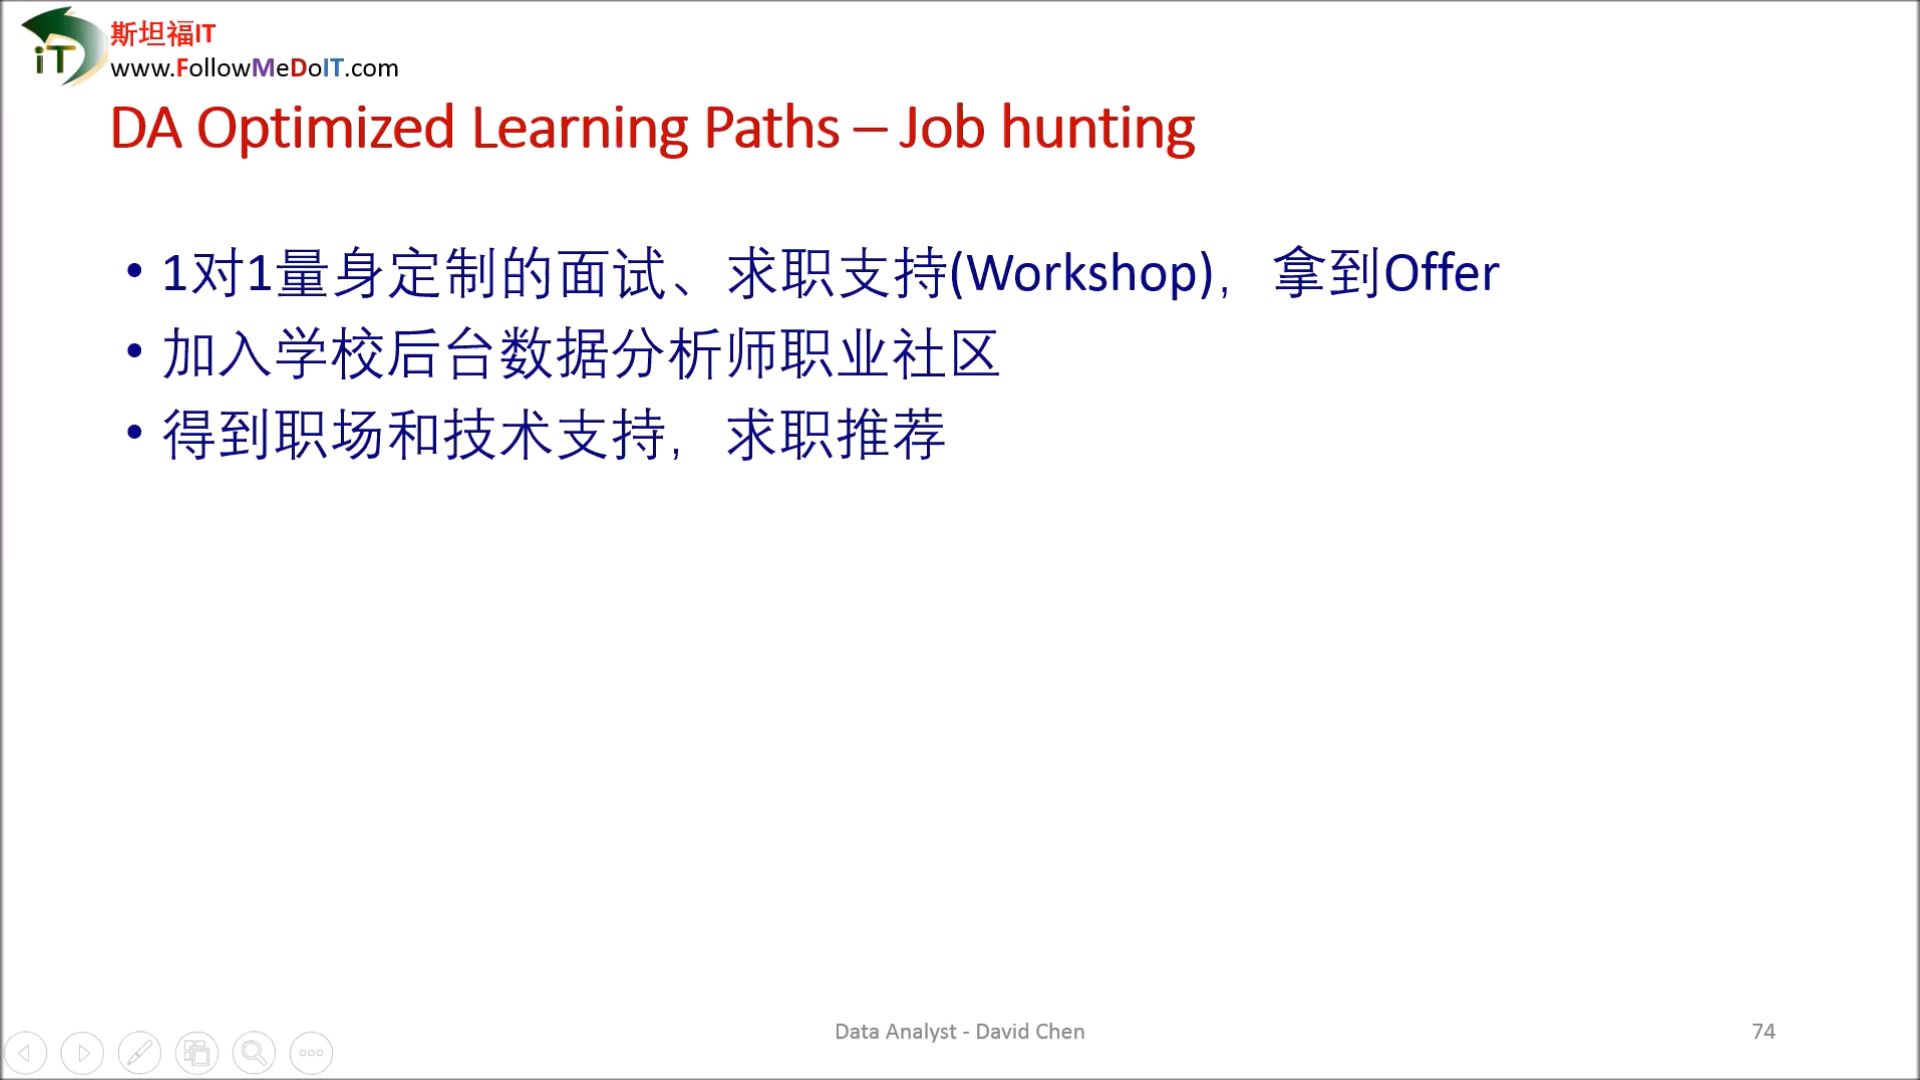 iT
斯坦福IT
www.FollowMeDoIT.com
DA Optimized Learning Paths – Job hunting
• 1对1量身定制的面试、求职支持(Workshop)，拿到Offer
• 加入学校后台数据分析师职业社区
• 得到职场和技术支持，求职推荐
Data Analyst - David Chen
74